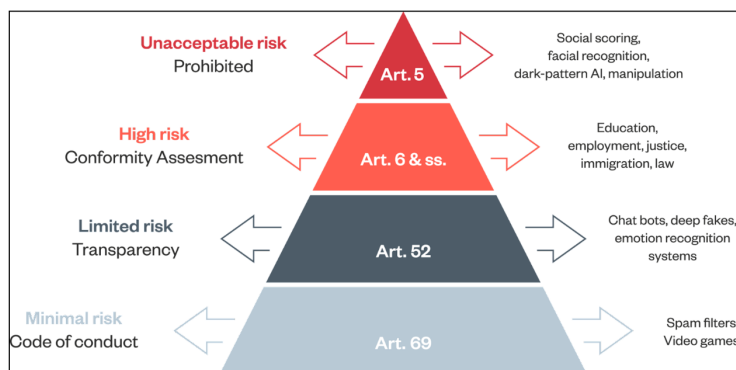 Unacceptable risk
Prohibited
Art. 5
Social scoring,
facial recognition,
dark-pattern AI, manipulation
High risk
Conformity Assesment
Art. 6 & ss.
Education,
employment, justice,
immigration, law
Limited risk
Transparency
Art. 52
Chat bots, deep fakes,
emotion recognition
systems
Minimal risk
Code of conduct
Art. 69
Spam filters
Video games